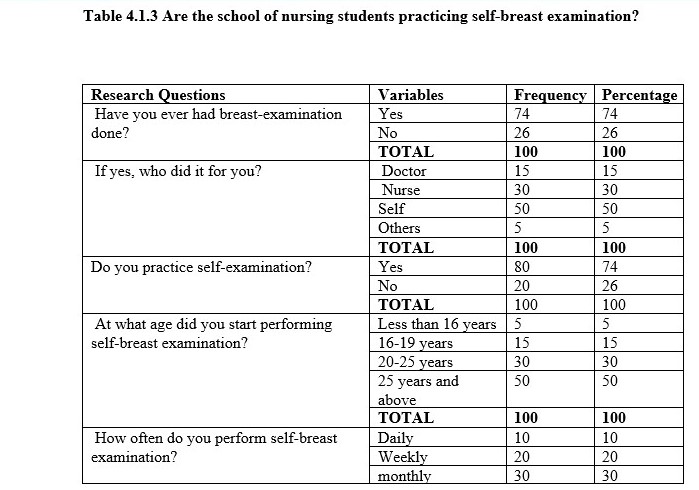 Table 4.1.3 Are the school of nursing students practicing self-breast examination?
Research Questions Variables Frequency Percentage
Have you ever had breast-examination Yes 74 74
done? No 26 26
TOTAL 100 100
If yes, who did it for you? Doctor 15 15
Nurse 30 30
Self 50 50
Others 5 5
TOTAL 100 100
Do you practice self-examination? Yes 80 74
No 20 26
TOTAL 100 100
At what age did you start performing Less than 16 years 5 5
self-breast examination? 16-19 years 15 15
20-25 years 30 30
25 years and 50 50
above
TOTAL 100 100
How often do you perform self-breast Daily 10 10
examination? Weekly 20 20
monthly 30 30